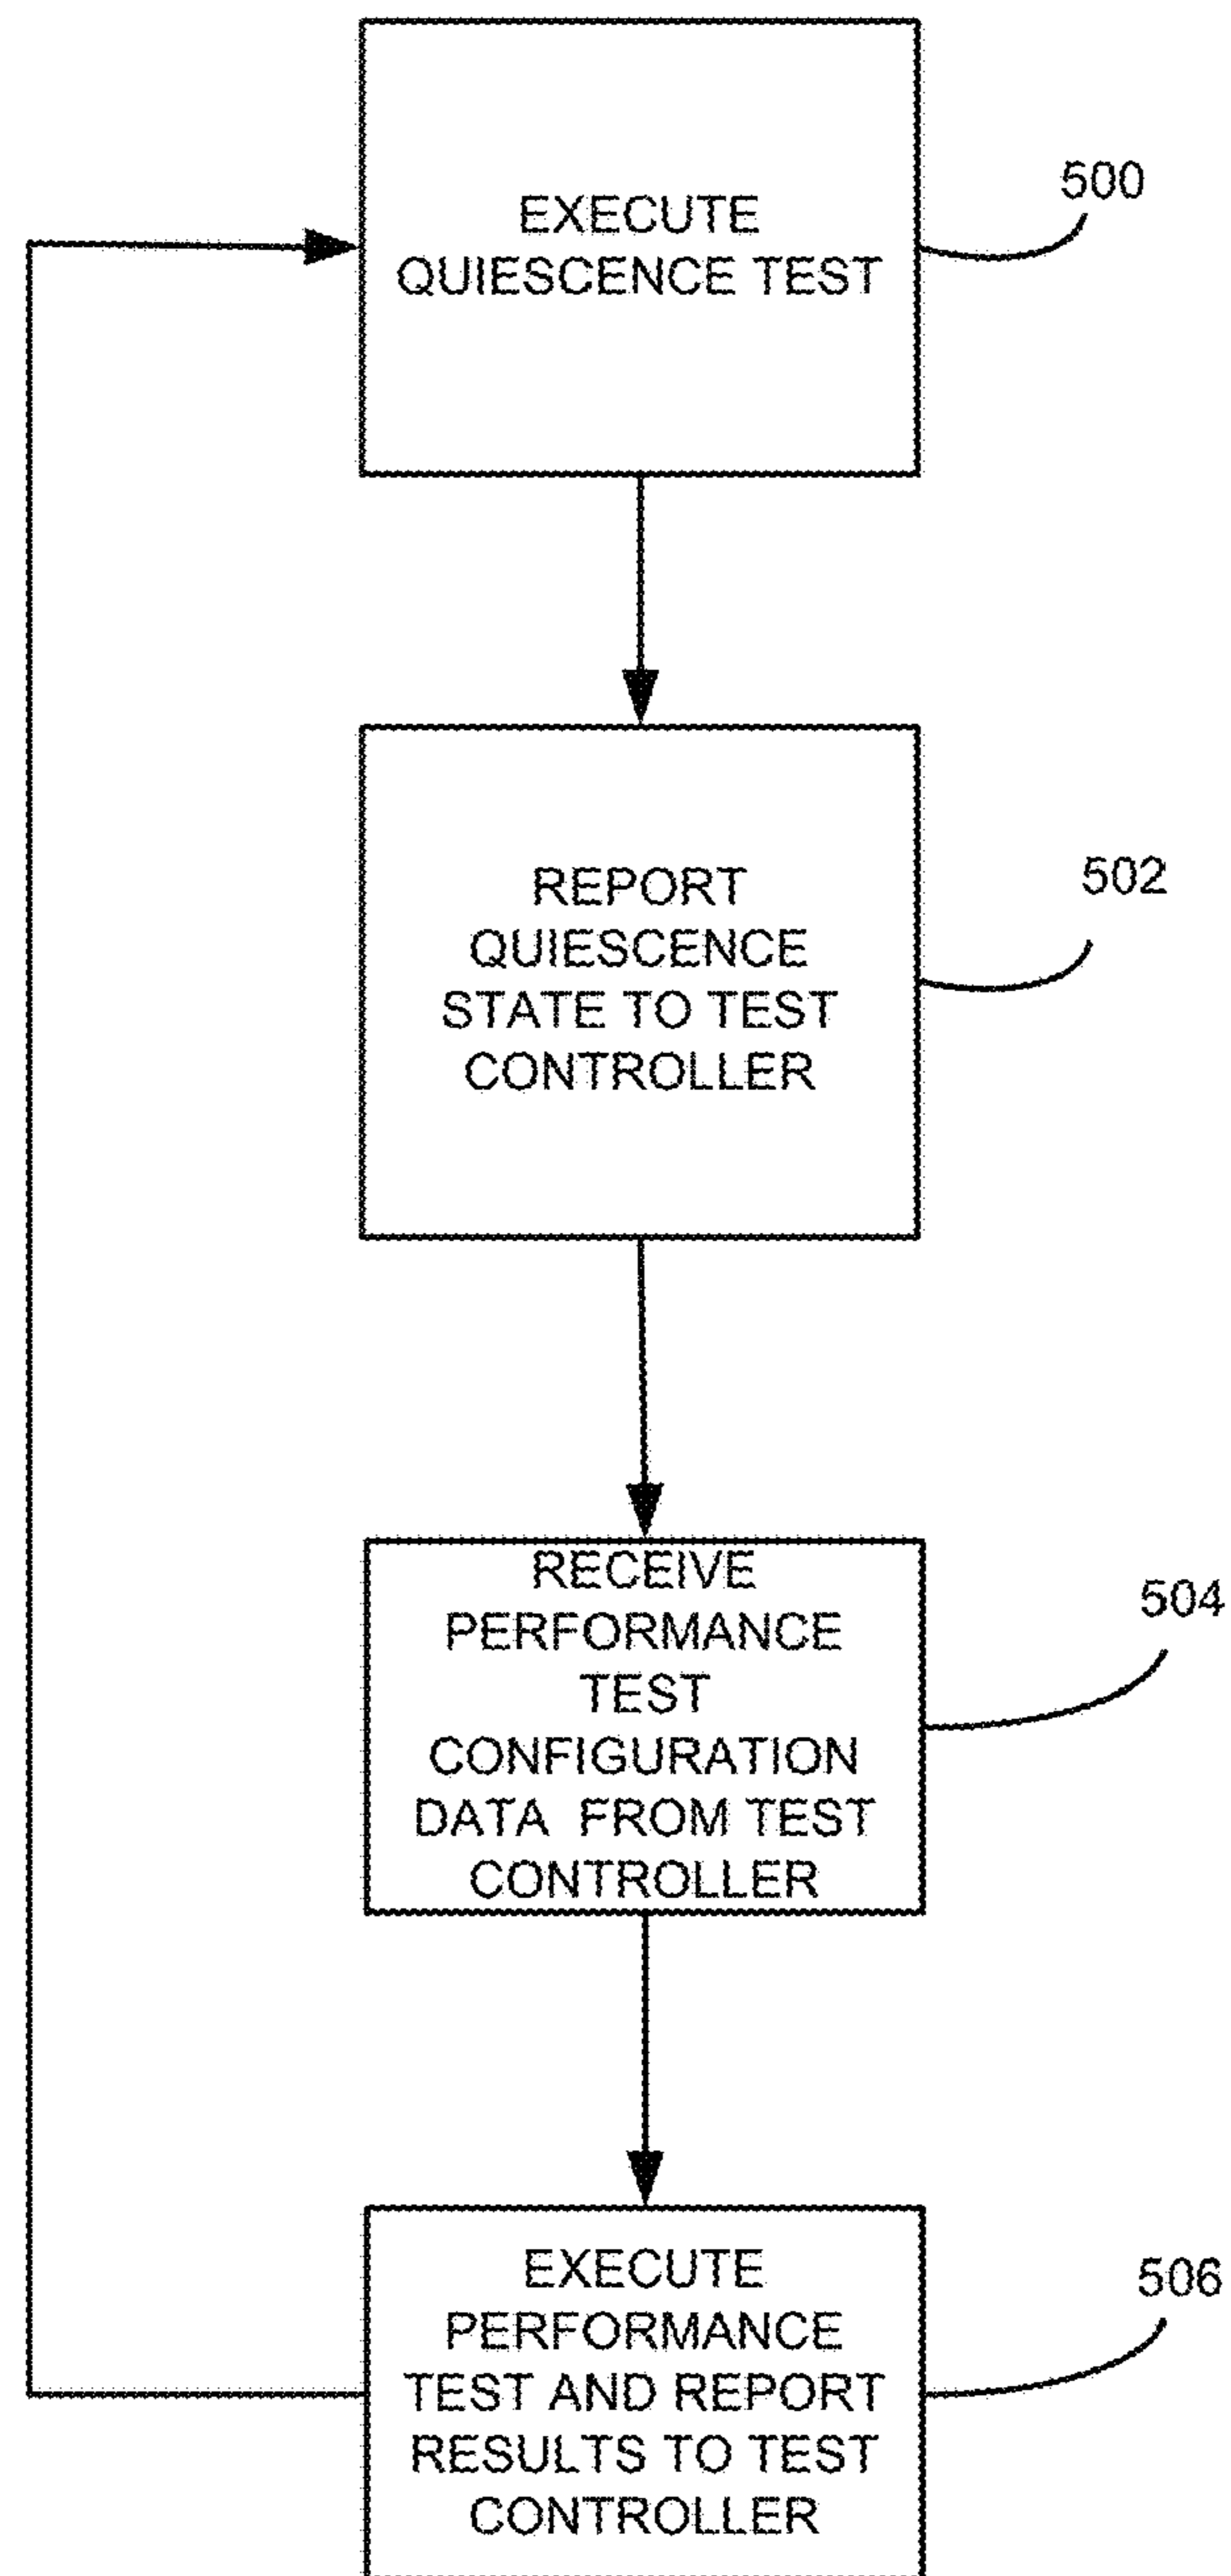 EXECUTE
QUIESCENCE TEST
500
REPORT
QUIESCENCE
STATE TO TEST
CONTROLLER
502
RECEIVE
PERFORMANCE
TEST
CONFIGURATION
DATA FROM TEST
CONTROLLER
504
EXECUTE
PERFORMANCE
TEST AND REPORT
RESULTS TO TEST
CONTROLLER
506